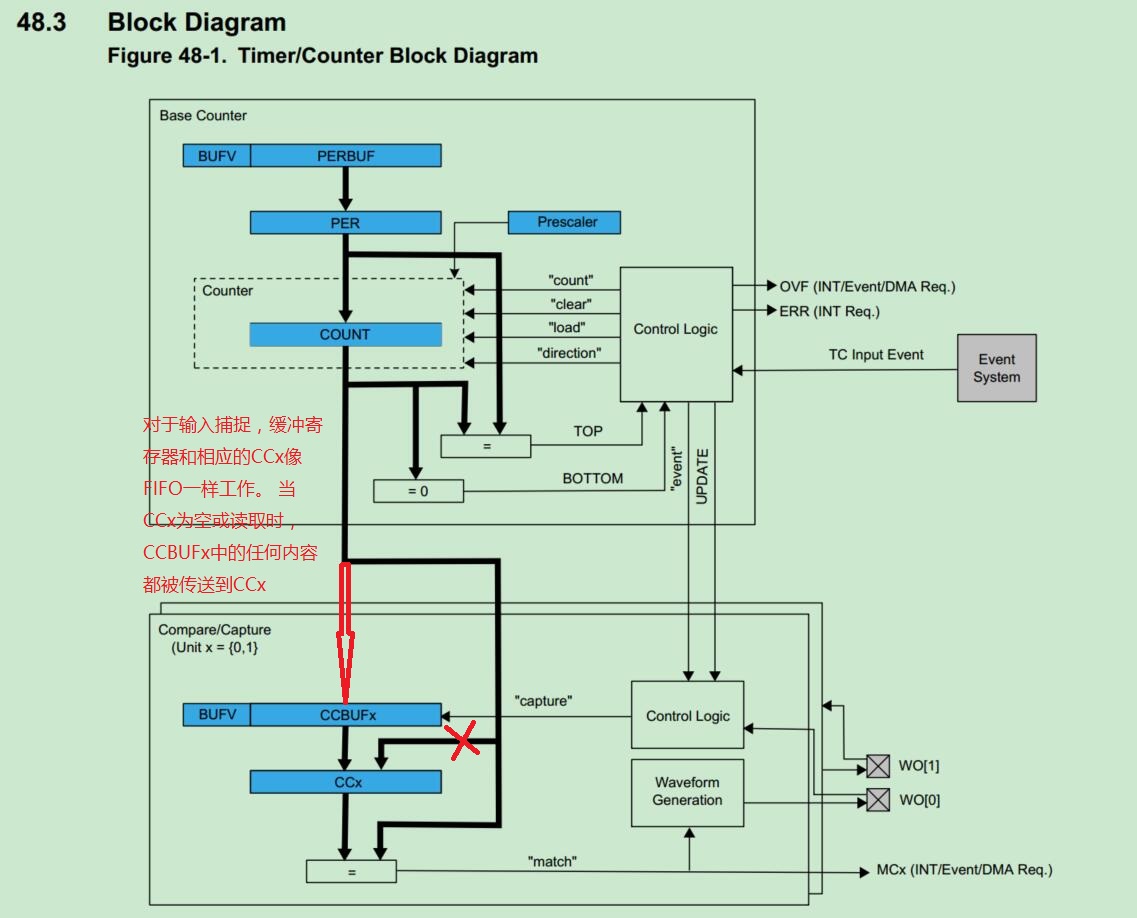 48.3 Block Diagram
Figure 48-1. Timer/Counter Block Diagram
Base Counter
BUFV PERBUF
PER
Prescaler
Counter
COUNT
"count"
"clear"
"load"
"direction"
Control Logic
OVF (INT/Event/DMA Req.)
ERR (INT Req.)
TC Input Event
Event
System
=
TOP
= 0
BOTTOM
"event"
UPDATE
对于输入捕捉，缓冲寄
存器和相应的CCx像
FIFO一样工作。 当
CCx为空或读取时，
CCBUFx中的任何内容
都被传送到CCx
Compare/Capture
(Unit x = {0,1}
BUFV CCBUFx
"capture"
Control Logic
CCx
Waveform
Generation
WO[1]
WO[0]
=
"match"
MCx (INT/Event/DMA Req.)